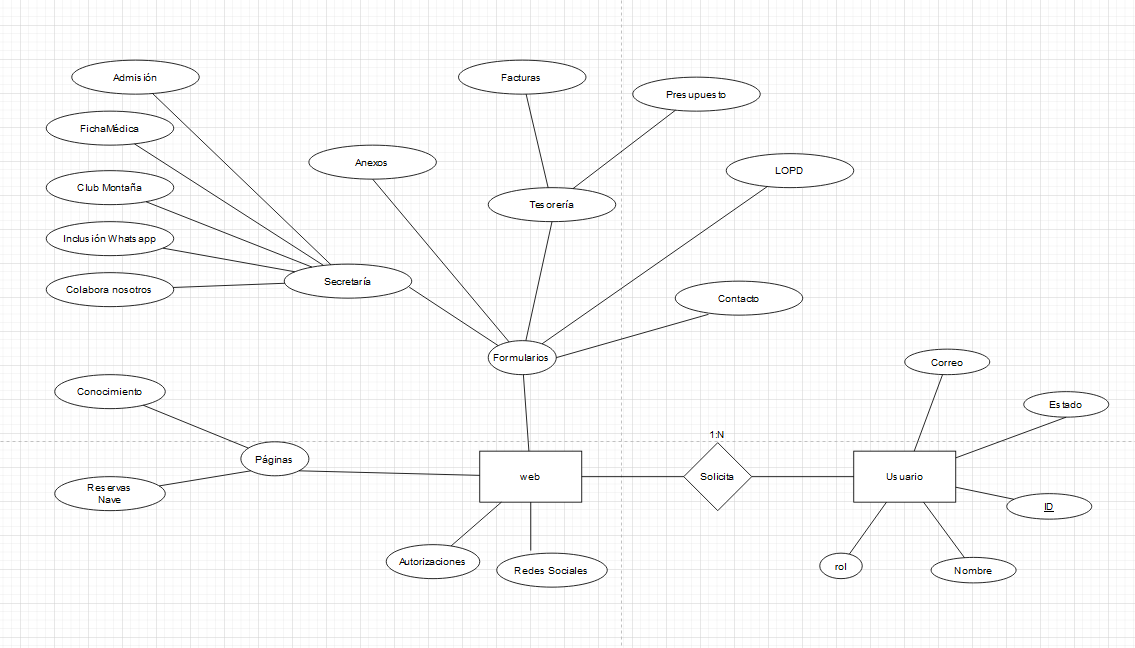 Admisión
Facturas
Presupuesto
FichaMédica
Anexos
LOPD
Club Montaña
Tesorería
Inclusión Whatsapp
Secretaría
Colabora nosotros
Contacto
Formularios
Correo
Conocimiento
Estado
1:N
Páginas
web
Solicita
Usuario
Reservas
Nave
ID
Autorizaciones
Redes Sociales
rol
Nombre